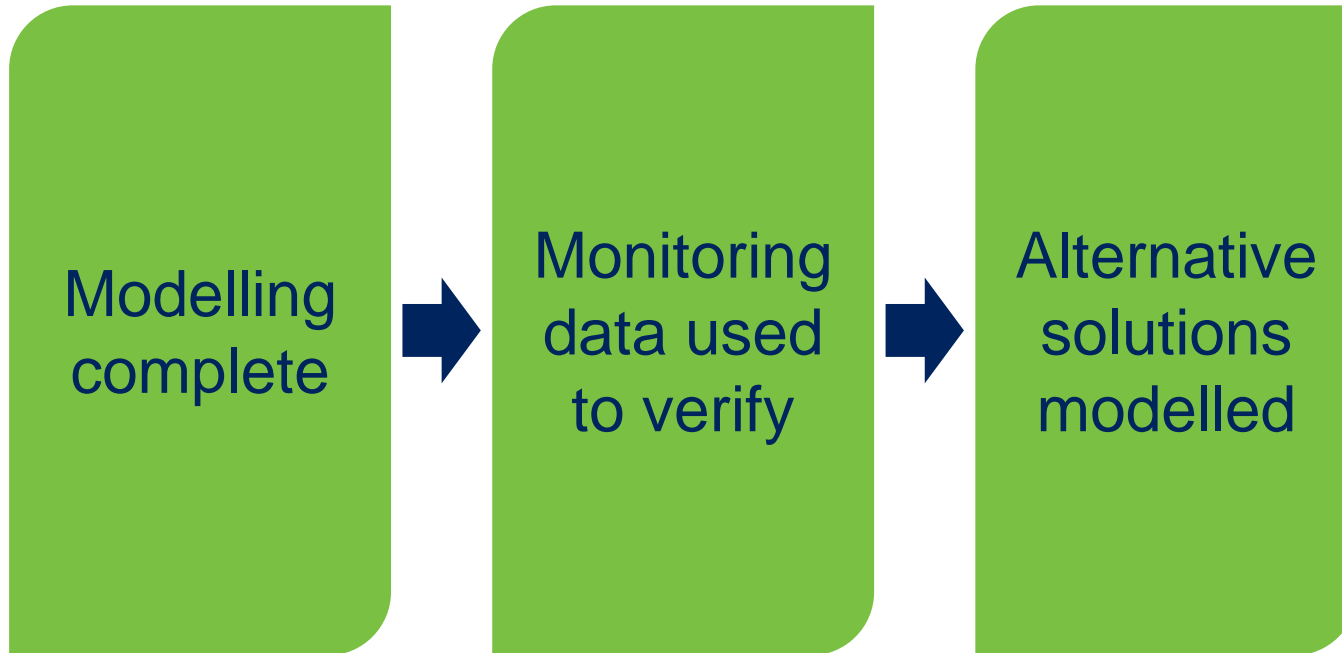 Modelling
complete
Monitoring
data used
to verify
Alternative
solutions
modelled